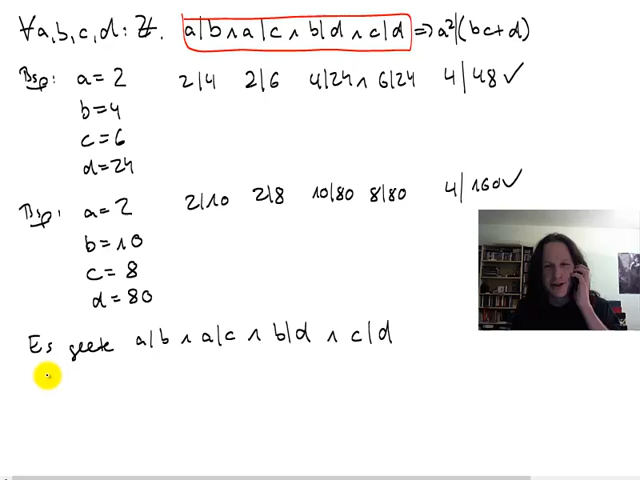 ∀a,b,c,d:ℤ. a|b ∧ a|c ∧ b|d ∧ c|d ⇒ a²|(bc+d)
Bsp: a=2 2|4 2|6 4|24 ∧ 6|24 4|48 ✓
b=4
c=6
d=24
Bsp: a=2 2|10 2|8 10|80 8|80 4|160 ✓
b=10
c=8
d=80
Es gelte a|b ∧ a|c ∧ b|d ∧ c|d